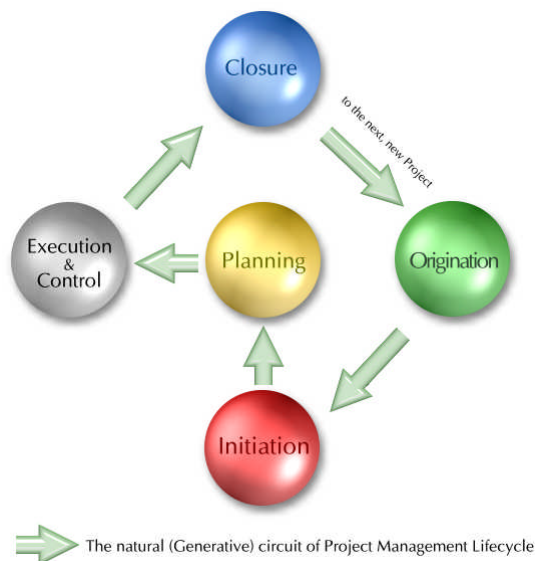 Closure
to the next, new Project
Execution
&
Control
Planning
Origination
Initiation
The natural (Generative) circuit of Project Management Lifecycle